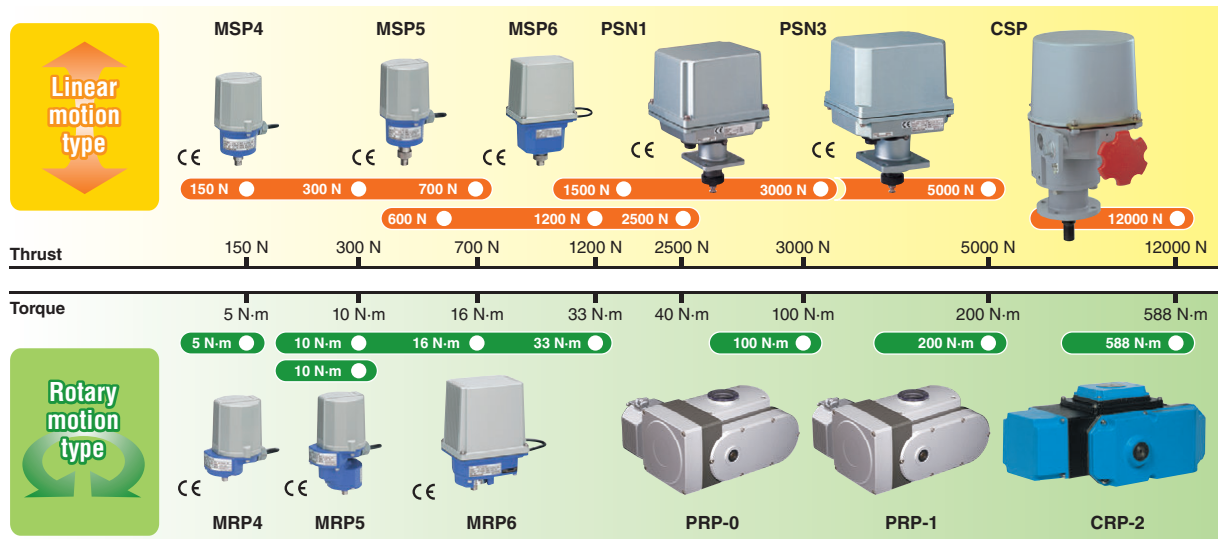 MSP4 MSP5 MSP6 PSN1 PSN3 CSP
Linear
motion
type
CE CE CE CE CE
150 N 300 N 700 N 1500 N 3000 N 5000 N
600 N 1200 N 2500 N 12000 N
Thrust 150 N 300 N 700 N 1200 N 2500 N 3000 N 5000 N 12000 N
Torque 5 N·m 10 N·m 16 N·m 33 N·m 40 N·m 100 N·m 200 N·m 588 N·m
5 N·m 10 N·m 16 N·m 33 N·m 100 N·m 200 N·m 588 N·m
10 N·m
Rotary
motion
type
CE CE CE
MRP4 MRP5 MRP6 PRP-0 PRP-1 CRP-2